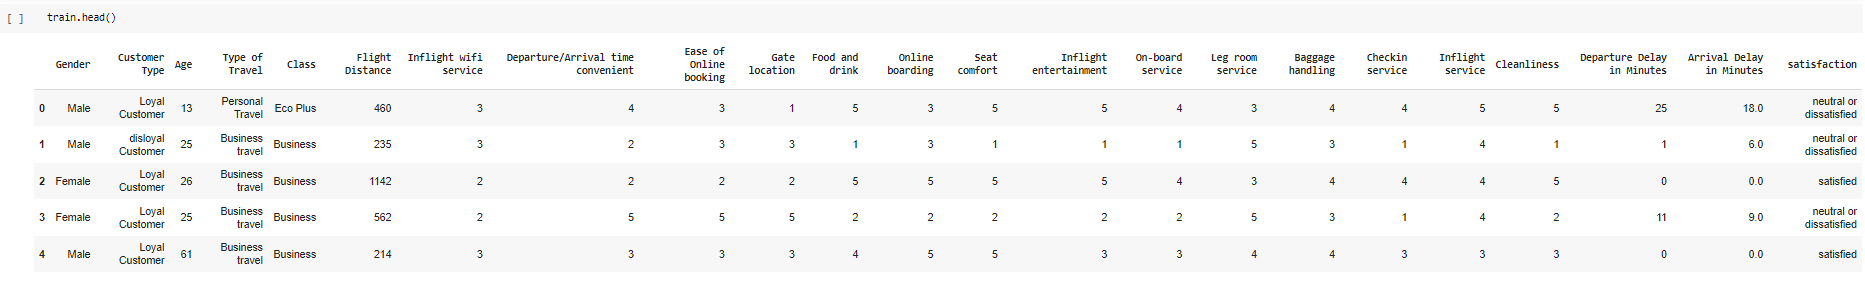 [ ] train.head()
Gender Customer Type Age Type of Travel Class Flight Distance Inflight wifi service Departure/Arrival time convenient Ease of Online booking Gate location Food and drink Online boarding Seat comfort Inflight entertainment On-board service Leg room service Baggage handling Checkin service Inflight service Cleanliness Departure Delay in Minutes Arrival Delay in Minutes satisfaction
0 Male Loyal Customer 13 Personal Travel Eco Plus 460 3 4 3 1 5 3 5 5 4 3 4 4 5 5 25 18.0 neutral or dissatisfied
1 Male disloyal Customer 25 Business travel Business 235 3 2 3 3 1 3 1 1 1 5 3 1 4 1 1 6.0 neutral or dissatisfied
2 Female Loyal Customer 26 Business travel Business 1142 2 2 2 2 5 5 5 5 4 3 4 4 4 5 0 0.0 satisfied
3 Female Loyal Customer 25 Business travel Business 562 2 5 5 5 2 2 2 2 2 5 3 1 4 2 11 9.0 neutral or dissatisfied
4 Male Loyal Customer 61 Business travel Business 214 3 3 3 3 4 5 5 3 3 4 4 3 3 3 0 0.0 satisfied